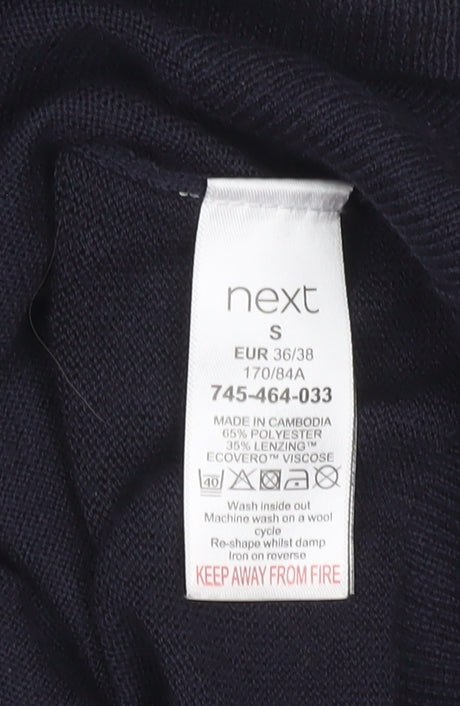 next
S
EUR 36/38
170/84A
745-464-033
MADE IN CAMBODIA
65% POLYESTER
35% LENZING™
ECOVERO™ VISCOSE
40
Wash inside out
Machine wash on a wool
cycle
Re-shape whilst damp
Iron on reverse
KEEP AWAY FROM FIRE